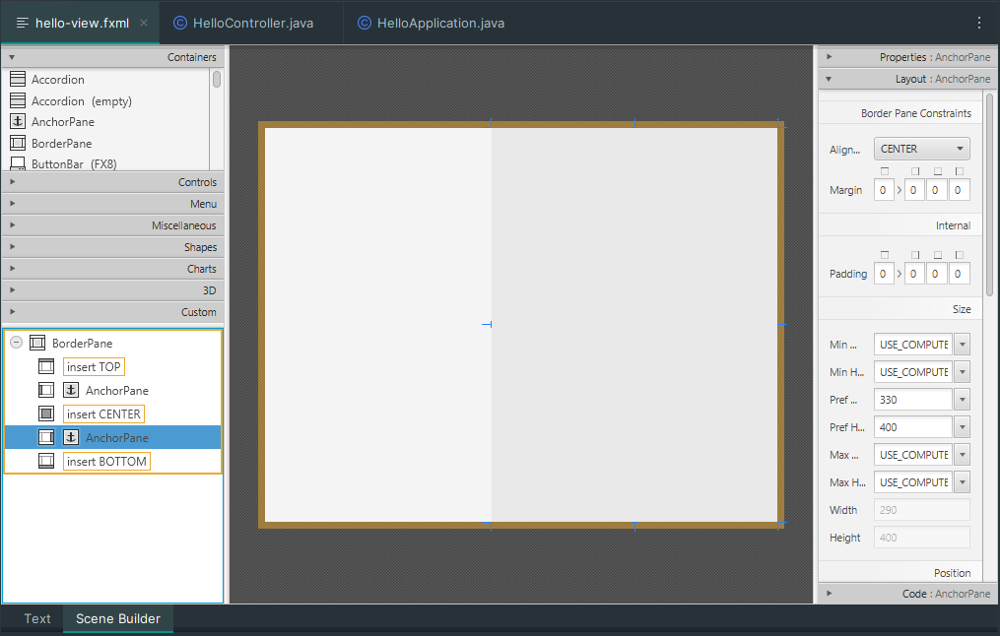 hello-view.fxml
HelloController.java
HelloApplication.java
Containers
Accordion
Accordion (empty)
AnchorPane
BorderPane
ButtonBar (FX8)
Controls
Menu
Miscellaneous
Shapes
Charts
3D
Custom
BorderPane
insert TOP
AnchorPane
insert CENTER
AnchorPane
insert BOTTOM
Properties : AnchorPane
Layout : AnchorPane
Border Pane Constraints
Align... CENTER
Margin 0 0 0 0
Internal
Padding 0 0 0 0
Size
Min ... USE_COMPUTE
Min H... USE_COMPUTE
Pref ... 330
Pref H... 400
Max ... USE_COMPUTE
Max H... USE_COMPUTE
Width 290
Height 400
Position
Code : AnchorPane
Text
Scene Builder